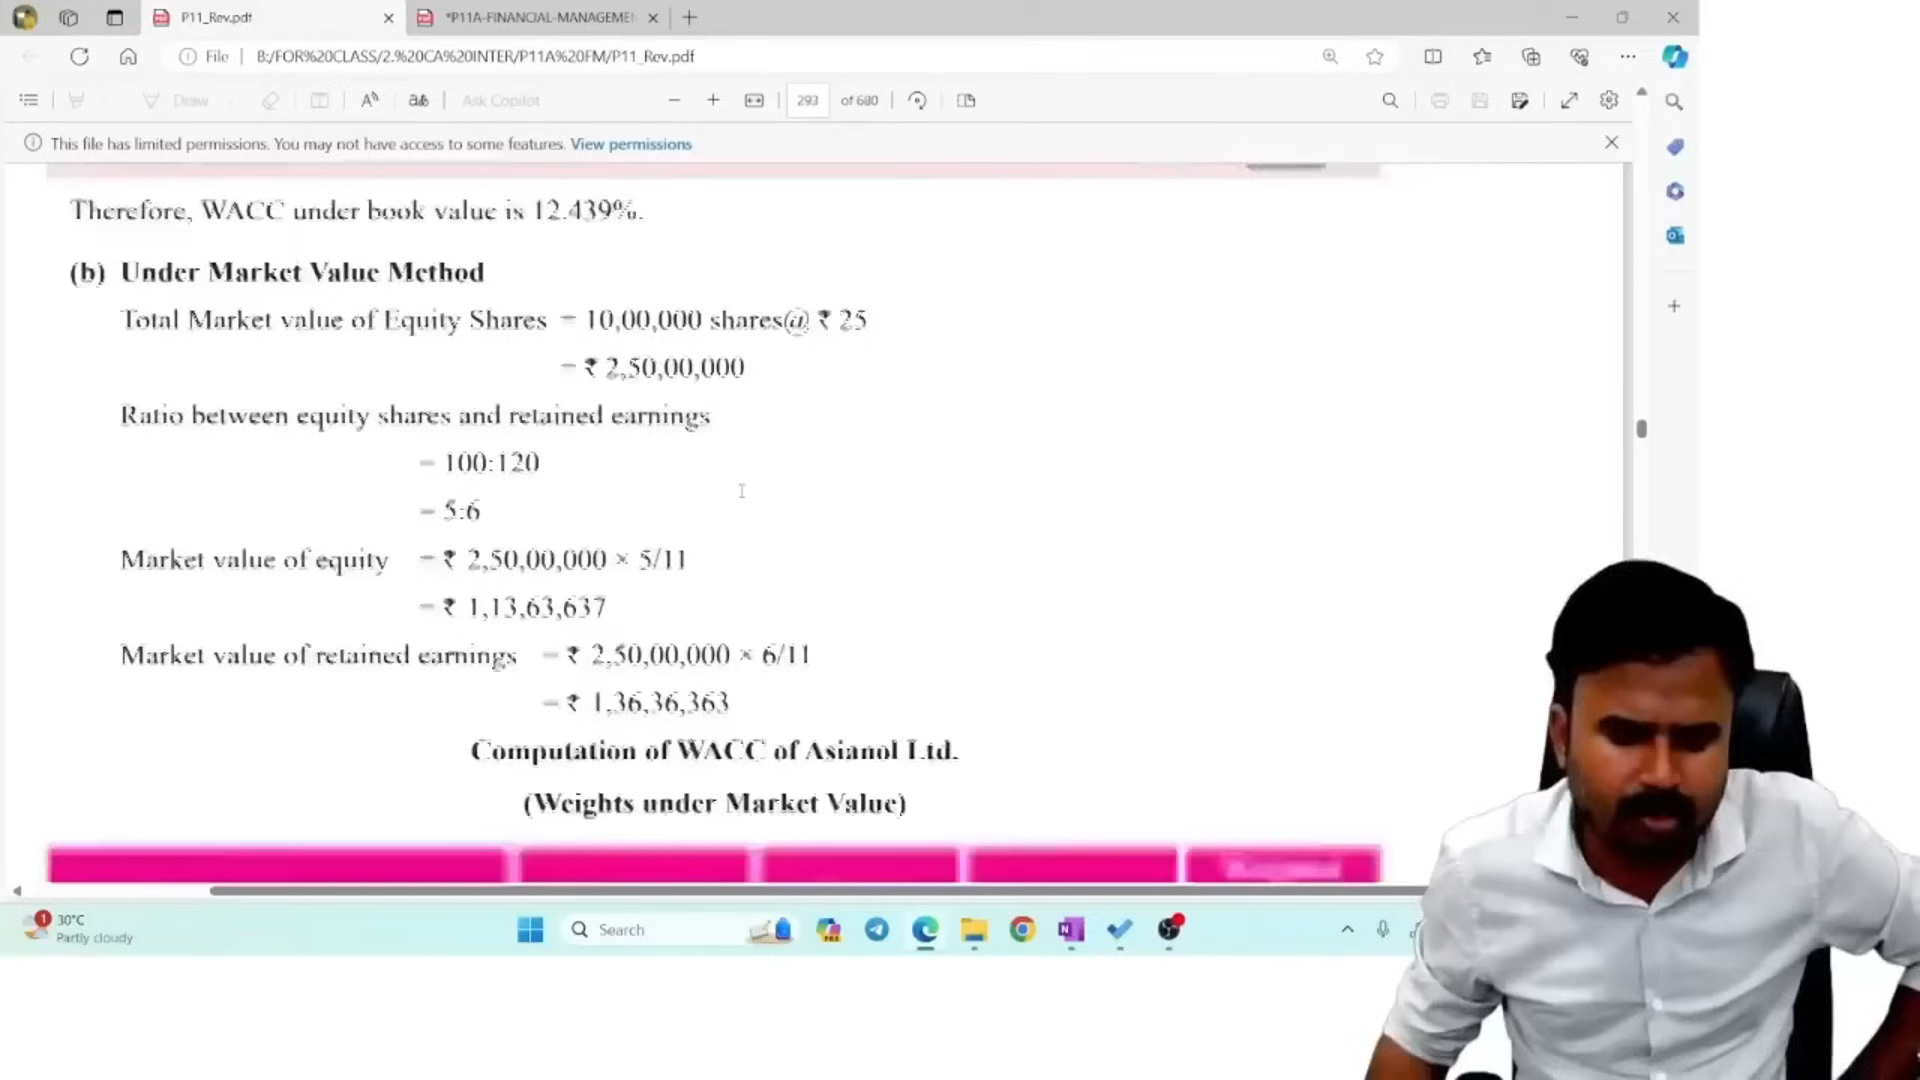 P11_Rev.pdf
*P11A-FINANCIAL-MANAGEMEN
File
B:/FOR%20CLASS/2.%20CA%20INTER/P11A%20FM/P11_Rev.pdf
Draw
Ask Copilot
293
of 680
This file has limited permissions. You may not have access to some features. View permissions
Therefore, WACC under book value is 12.439%.
(b) Under Market Value Method
Total Market value of Equity Shares = 10,00,000 shares@ ₹ 25
= ₹ 2,50,00,000
Ratio between equity shares and retained earnings
= 100:120
= 5:6
Market value of equity = ₹ 2,50,00,000 × 5/11
= ₹ 1,13,63,637
Market value of retained earnings = ₹ 2,50,00,000 × 6/11
= ₹ 1,36,36,363
Computation of WACC of Asianol Ltd.
(Weights under Market Value)
1
30°C
Partly cloudy
Search